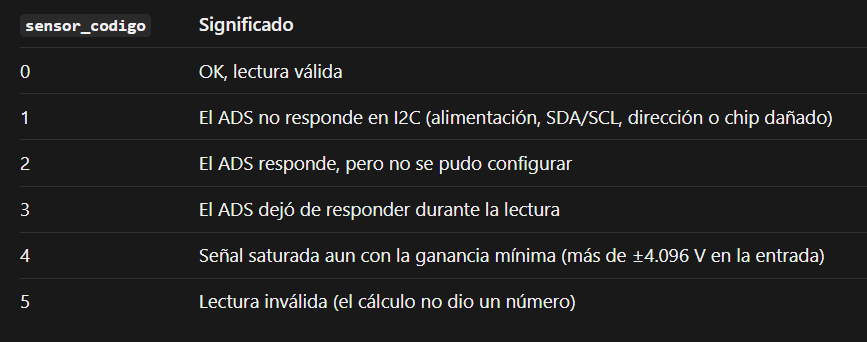 sensor_codigo Significado
0 OK, lectura válida
1 El ADS no responde en I2C (alimentación, SDA/SCL, dirección o chip dañado)
2 El ADS responde, pero no se pudo configurar
3 El ADS dejó de responder durante la lectura
4 Señal saturada aun con la ganancia mínima (más de ±4.096 V en la entrada)
5 Lectura inválida (el cálculo no dio un número)